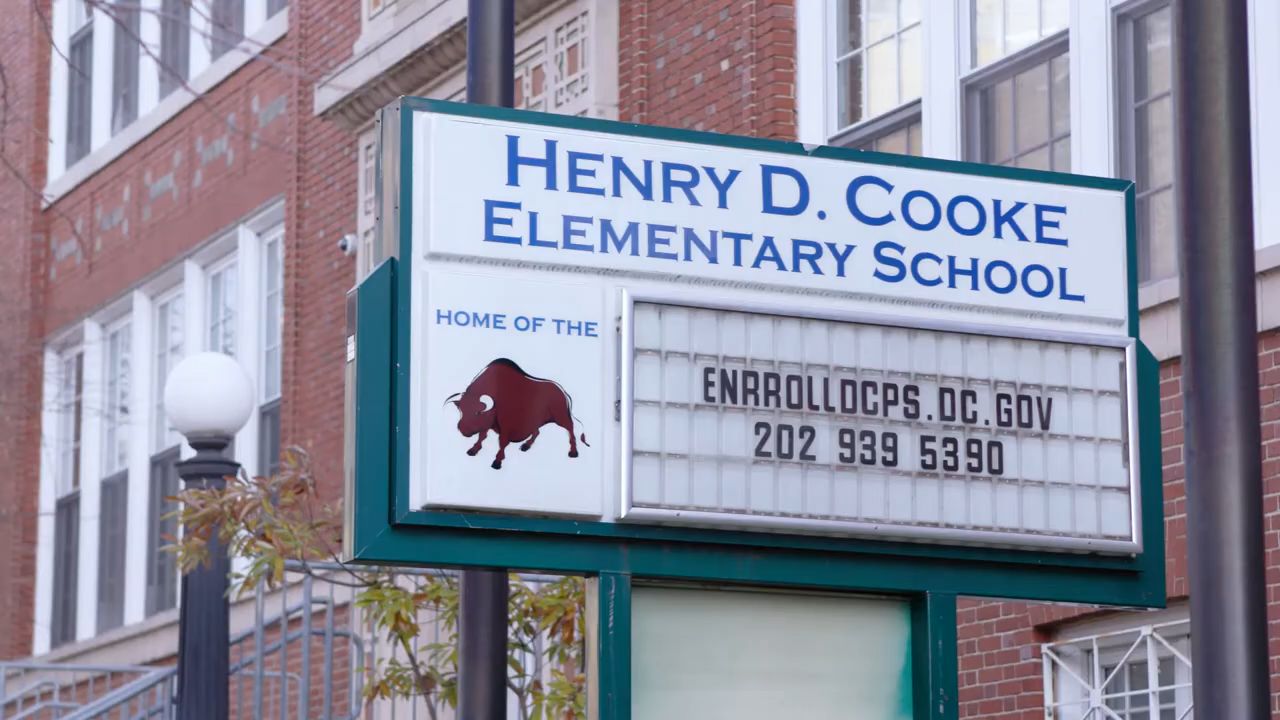 HENRY D. COOKE
ELEMENTARY SCHOOL
HOME OF THE
ENRROLLDCPS.DC.GOV
202 939 5390